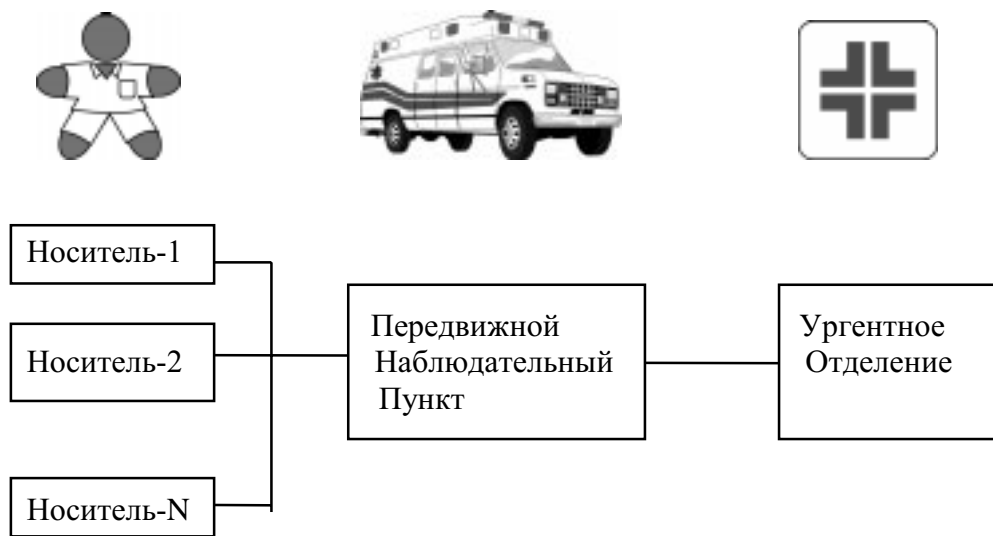 Носитель-1
Носитель-2
Носитель-N
Передвижной
Наблюдательный
Пункт
Ургентное
Отделение